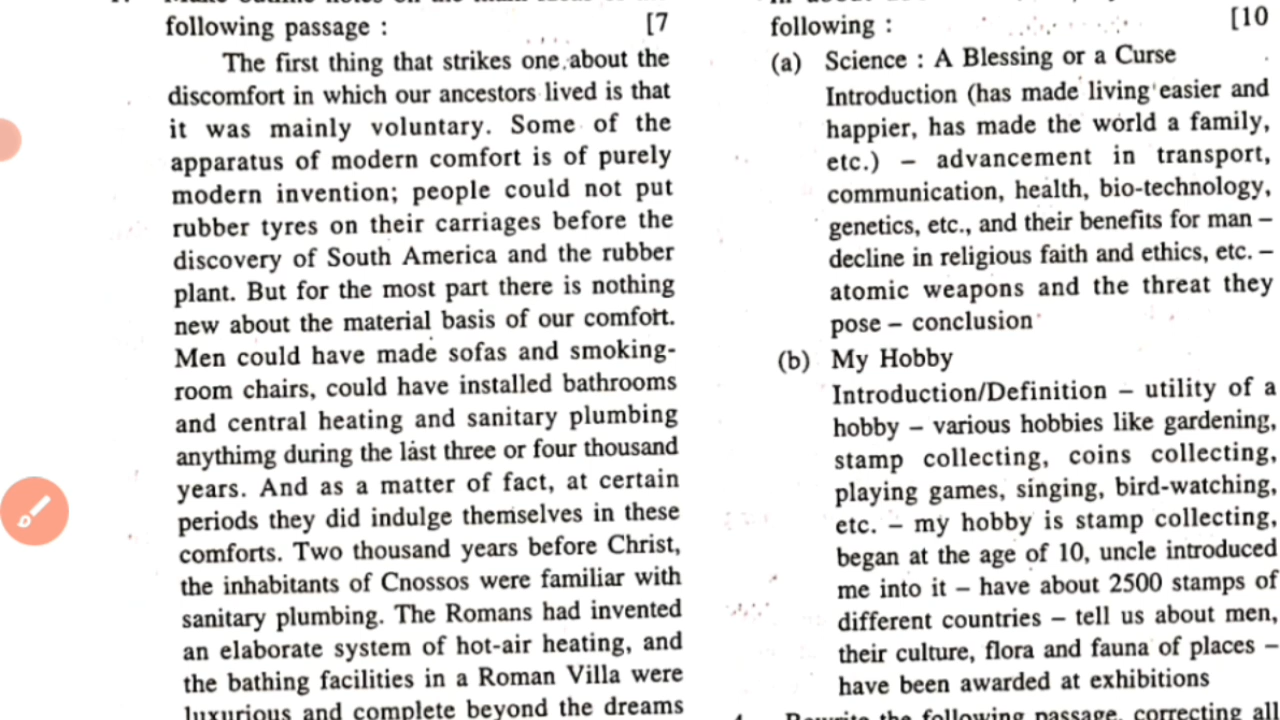 following passage : [7
The first thing that strikes one about the
discomfort in which our ancestors lived is that
it was mainly voluntary. Some of the
apparatus of modern comfort is of purely
modern invention; people could not put
rubber tyres on their carriages before the
discovery of South America and the rubber
plant. But for the most part there is nothing
new about the material basis of our comfort.
Men could have made sofas and smoking-
room chairs, could have installed bathrooms
and central heating and sanitary plumbing
anythimg during the last three or four thousand
years. And as a matter of fact, at certain
periods they did indulge themselves in these
comforts. Two thousand years before Christ,
the inhabitants of Cnossos were familiar with
sanitary plumbing. The Romans had invented
an elaborate system of hot-air heating, and
the bathing facilities in a Roman Villa were
luxurious and complete beyond the dreams
following : [10
(a) Science : A Blessing or a Curse
Introduction (has made living easier and
happier, has made the world a family,
etc.) – advancement in transport,
communication, health, bio-technology,
genetics, etc., and their benefits for man –
decline in religious faith and ethics, etc. –
atomic weapons and the threat they
pose – conclusion
(b) My Hobby
Introduction/Definition – utility of a
hobby – various hobbies like gardening,
stamp collecting, coins collecting,
playing games, singing, bird-watching,
etc. – my hobby is stamp collecting,
began at the age of 10, uncle introduced
me into it – have about 2500 stamps of
different countries – tell us about men,
their culture, flora and fauna of places –
have been awarded at exhibitions
Rewrite the following passage, correcting all